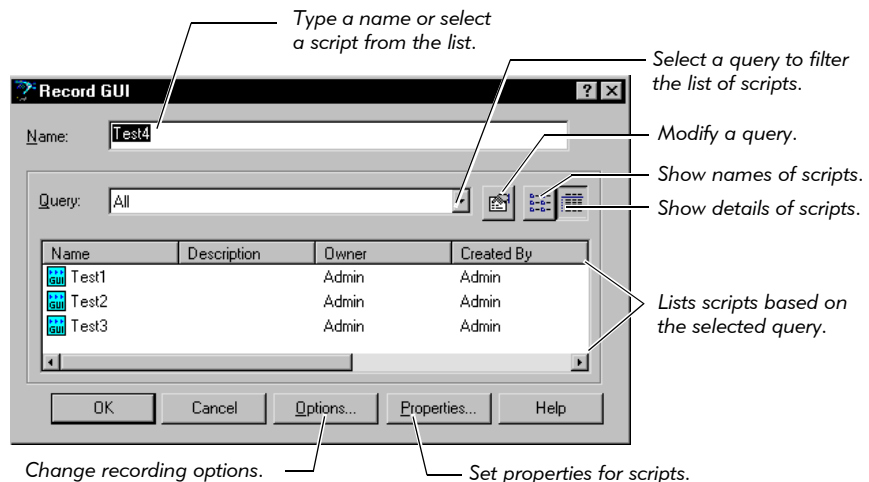 Type a name or select
a script from the list.
Select a query to filter
the list of scripts.
Record GUI
Name: Test4
Modify a query.
Show names of scripts.
Query: All
Show details of scripts.
Name Description Owner Created By
GUI Test1 Admin Admin
GUI Test2 Admin Admin
GUI Test3 Admin Admin
Lists scripts based on
the selected query.
OK Cancel Options... Properties... Help
Change recording options.
Set properties for scripts.